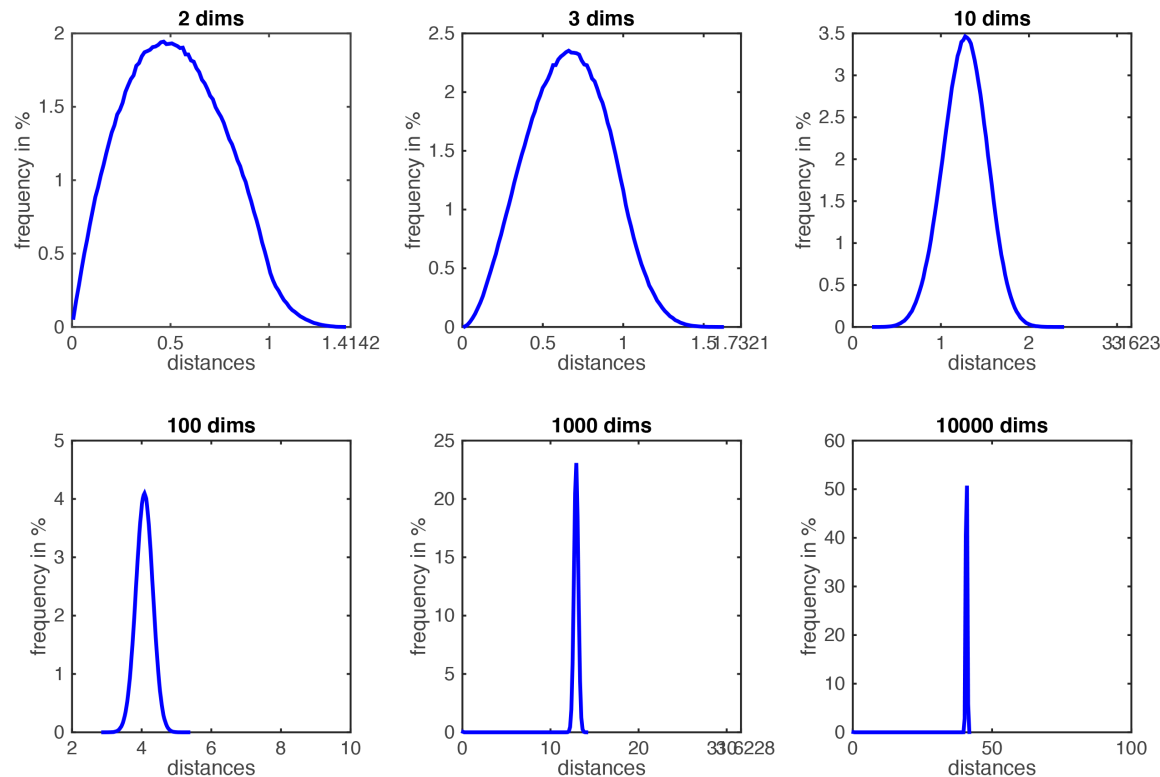 2 dims
2
1.5
1
0.5
0
0 0.5 1 1.4142
frequency in %
distances
3 dims
2.5
2
1.5
1
0.5
0
0 0.5 1 1.5 1.7321
frequency in %
distances
10 dims
3.5
3
2.5
2
1.5
1
0.5
0
0 1 2 3 3.1623
frequency in %
distances
100 dims
5
4
3
2
1
0
2 4 6 8 10
frequency in %
distances
1000 dims
25
20
15
10
5
0
0 10 20 30 31.6228
frequency in %
distances
10000 dims
60
50
40
30
20
10
0
0 50 100
frequency in %
distances